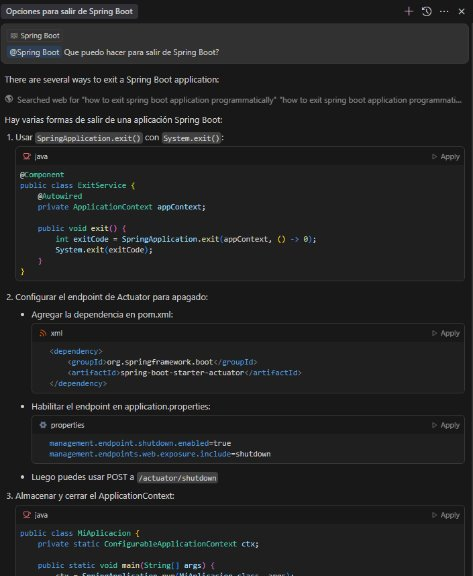 Opciones para salir de Spring Boot
Spring Boot
@Spring Boot Que puedo hacer para salir de Spring Boot?
There are several ways to exit a Spring Boot application:
Searched web for "how to exit spring boot application programmatically" "how to exit spring boot application programmati...
Hay varias formas de salir de una aplicación Spring Boot:
1. Usar SpringApplication.exit() con System.exit():
java Apply
@Component
public class ExitService {
@Autowired
private ApplicationContext appContext;
public void exit() {
int exitCode = SpringApplication.exit(appContext, () -> 0);
System.exit(exitCode);
}
}
2. Configurar el endpoint de Actuator para apagado:
• Agregar la dependencia en pom.xml:
xml Apply
<dependency>
<groupId>org.springframework.boot</groupId>
<artifactId>spring-boot-starter-actuator</artifactId>
</dependency>
• Habilitar el endpoint en application.properties:
properties Apply
management.endpoint.shutdown.enabled=true
management.endpoints.web.exposure.include=shutdown
• Luego puedes usar POST a /actuator/shutdown
3. Almacenar y cerrar el ApplicationContext:
java Apply
public class MiAplicacion {
private static ConfigurableApplicationContext ctx;
public static void main(String[] args) {
ctx = SpringApplication.run(MiAplicacion.class, args);